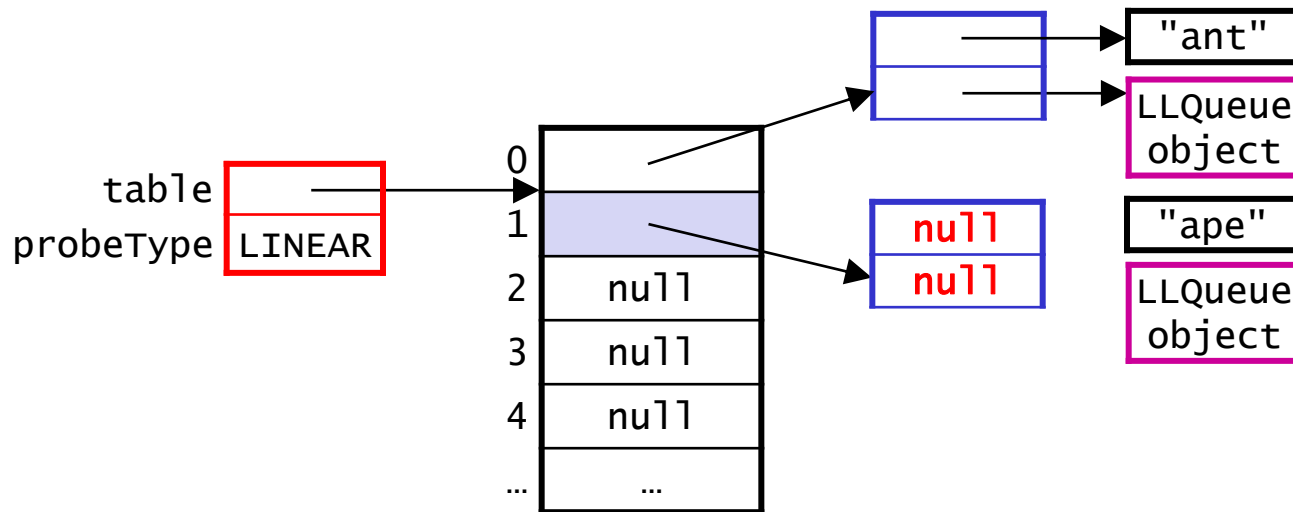 "ant"
LLQueue
object
0
table
1
probeType LINEAR
"ape"
null
null
LLQueue
object
2 null
3 null
4 null
... ...